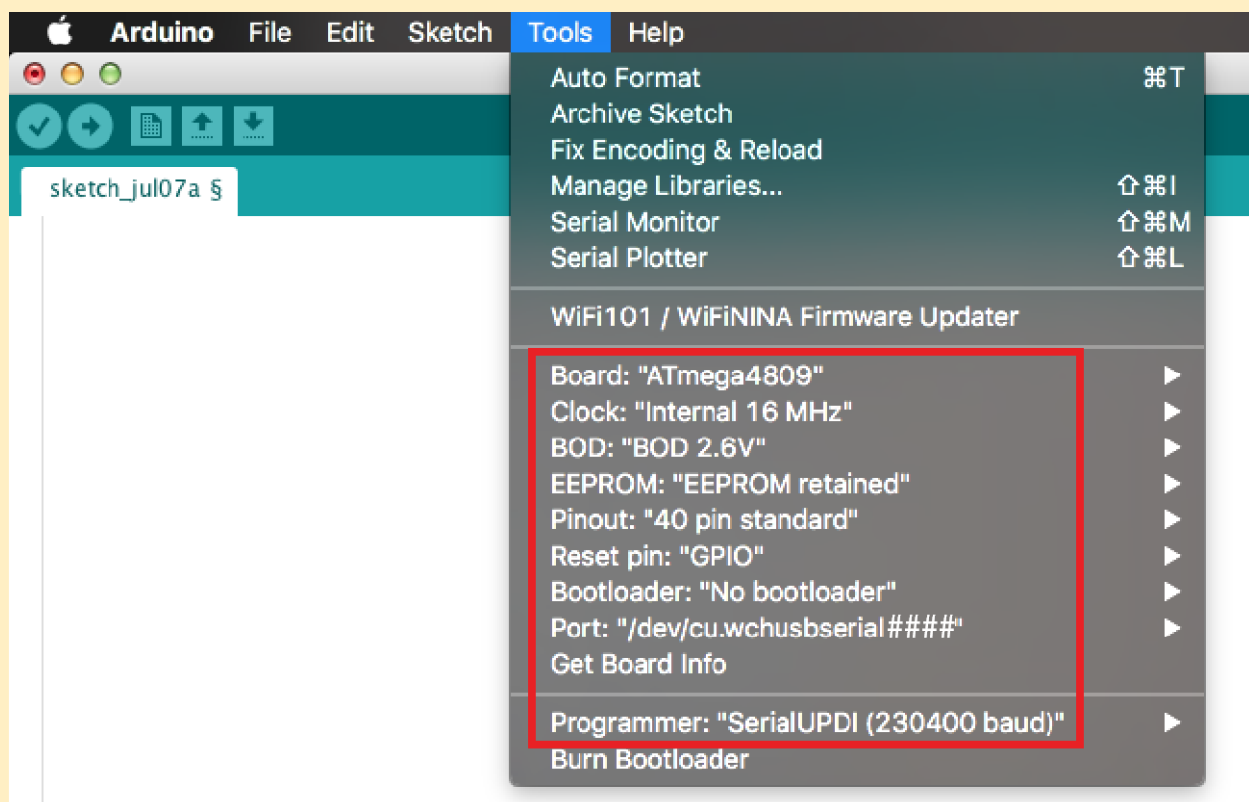 Arduino File Edit Sketch Tools Help
Auto Format ⌘T
Archive Sketch
Fix Encoding & Reload
Manage Libraries... ⇧⌘I
Serial Monitor ⇧⌘M
Serial Plotter ⇧⌘L
sketch_jul07a §
WiFi101 / WiFiNINA Firmware Updater
Board: "ATmega4809"
Clock: "Internal 16 MHz"
BOD: "BOD 2.6V"
EEPROM: "EEPROM retained"
Pinout: "40 pin standard"
Reset pin: "GPIO"
Bootloader: "No bootloader"
Port: "/dev/cu.wchusbserial####"
Get Board Info
Programmer: "SerialUPDI (230400 baud)"
Burn Bootloader